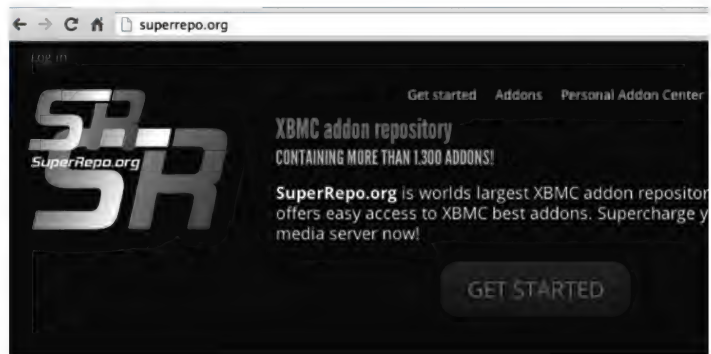 superrepo.org
Log in
Get started Addons Personal Addon Center
SR
SR
SuperRepo.org
XBMC addon repository
CONTAINING MORE THAN 1.300 ADDONS!
SuperRepo.org is worlds largest XBMC addon repositor
offers easy access to XBMC best addons. Supercharge y
media server now!
GET STARTED